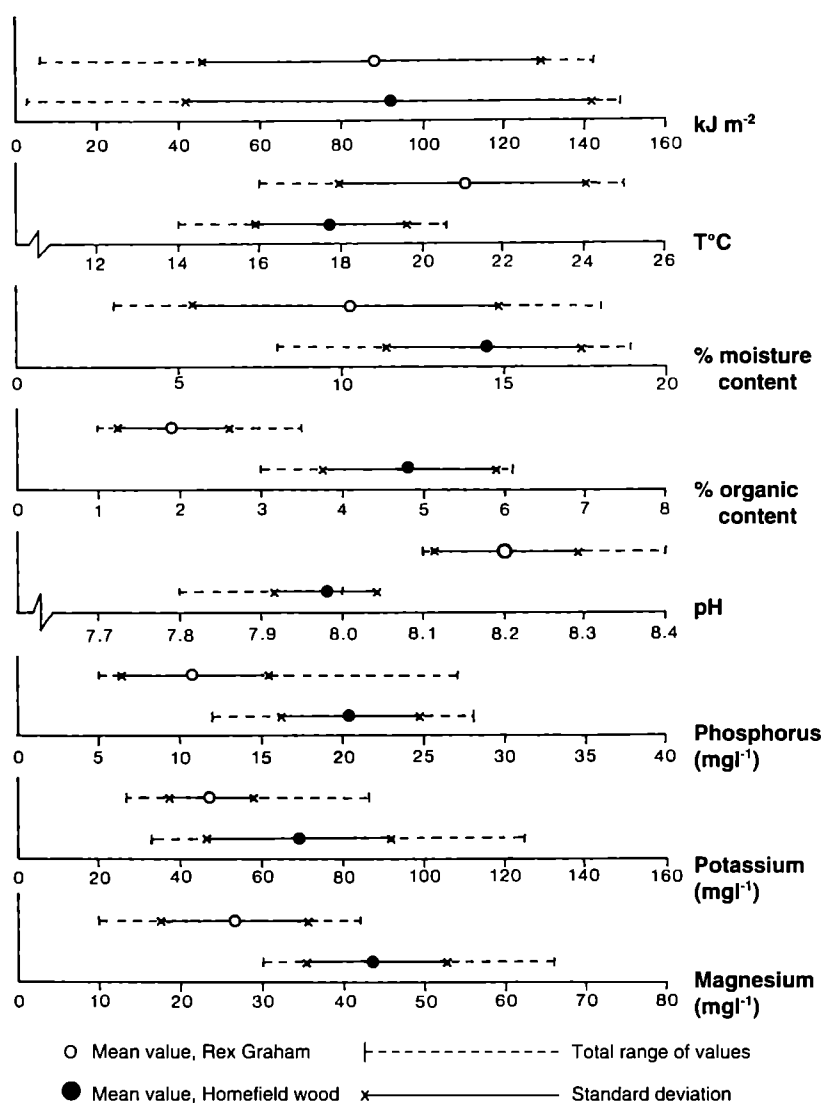 0 20 40 60 80 100 120 140 160
kJ m⁻²
12 14 16 18 20 22 24 26
T°C
0 5 10 15 20
% moisture
content
0 1 2 3 4 5 6 7 8
% organic
content
7.7 7.8 7.9 8.0 8.1 8.2 8.3 8.4
pH
0 5 10 15 20 25 30 35 40
Phosphorus
(mgl⁻¹)
0 20 40 60 80 100 120 140 160
Potassium
(mgl⁻¹)
0 10 20 30 40 50 60 70 80
Magnesium
(mgl⁻¹)
Mean value, Rex Graham Total range of values
Mean value, Homefield wood Standard deviation